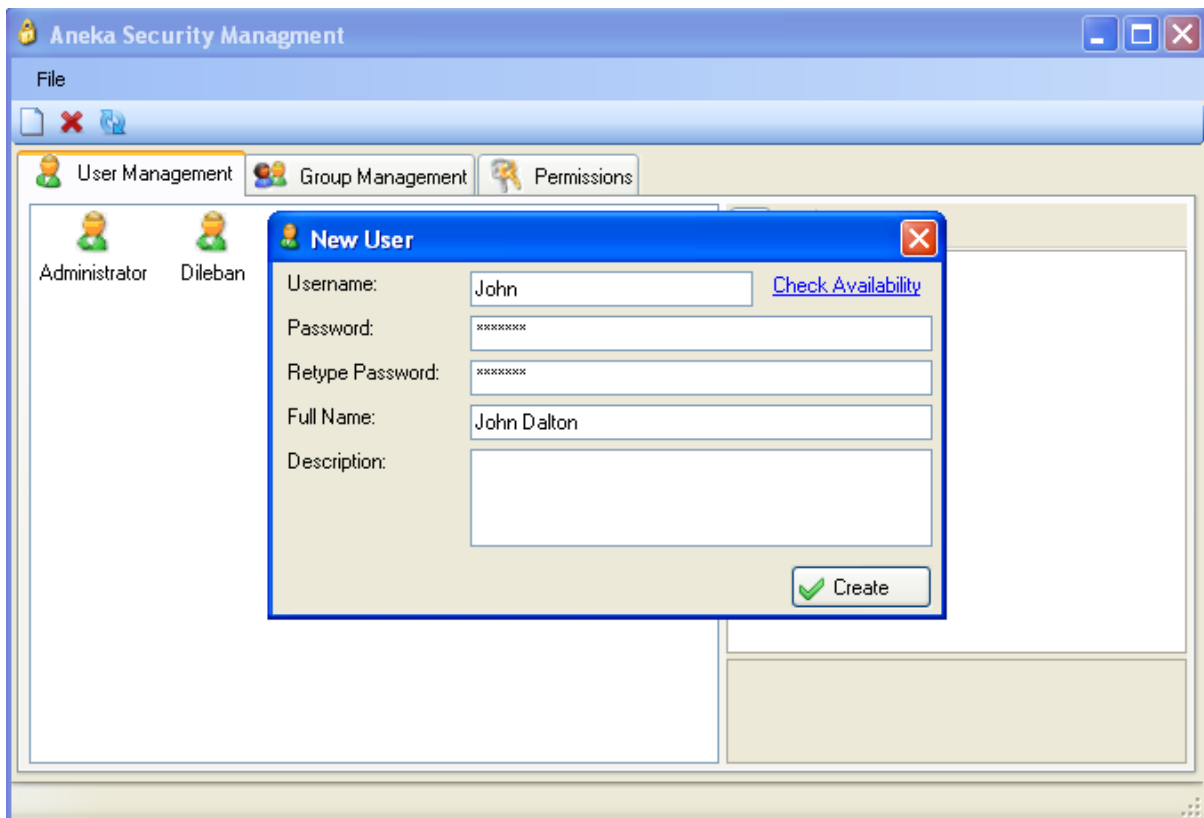 Aneka Security Managment
File
User Management Group Management Permissions
Administrator Dileban
New User
Username: John Check Availability
Password: *******
Retype Password: *******
Full Name: John Dalton
Description:
Create